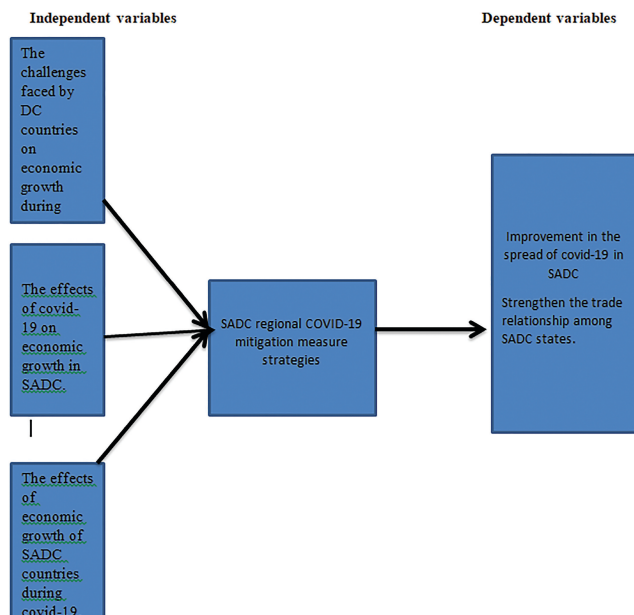 Independent variables
Dependent variables
The
challenges
faced by
DC
countries
on
economic
growth
during
The effects
of covid-
19 on
economic
growth in
SADC.
The effects
of
economic
growth of
SADC
countries
during
covid-19
SADC regional COVID-19
mitigation measure
strategies
Improvement in the
spread of covid-19 in
SADC
Strengthen the trade
relationship among
SADC states.